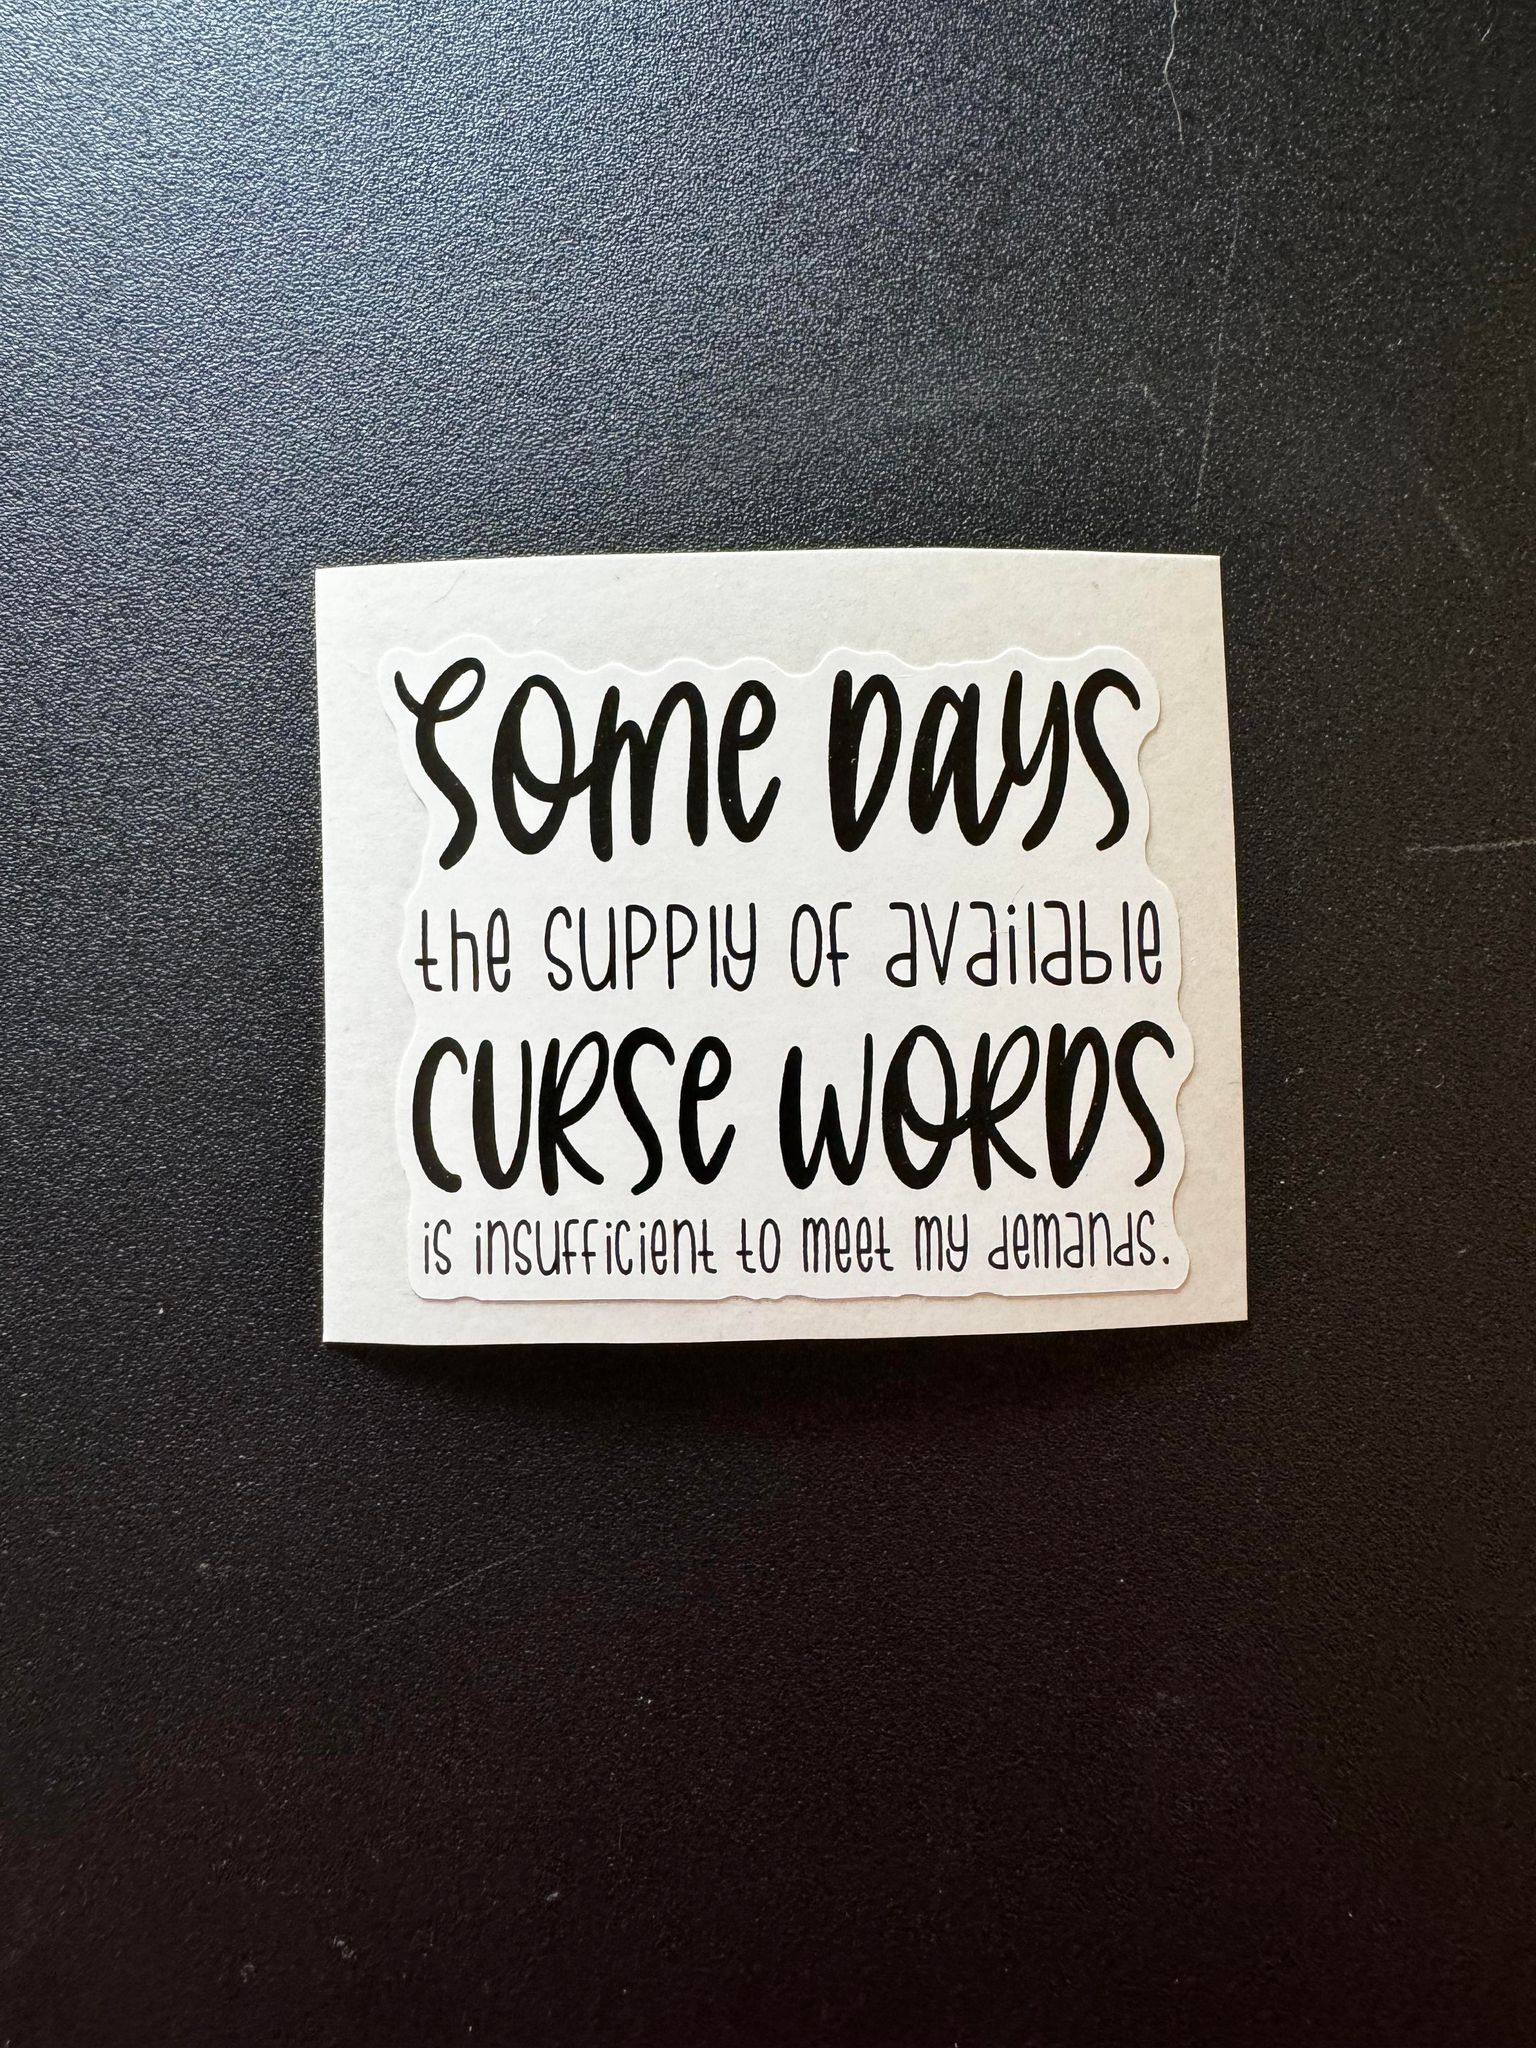 some Days
the supply of available
CURSE WORDS
is insufficient to meet my demands.